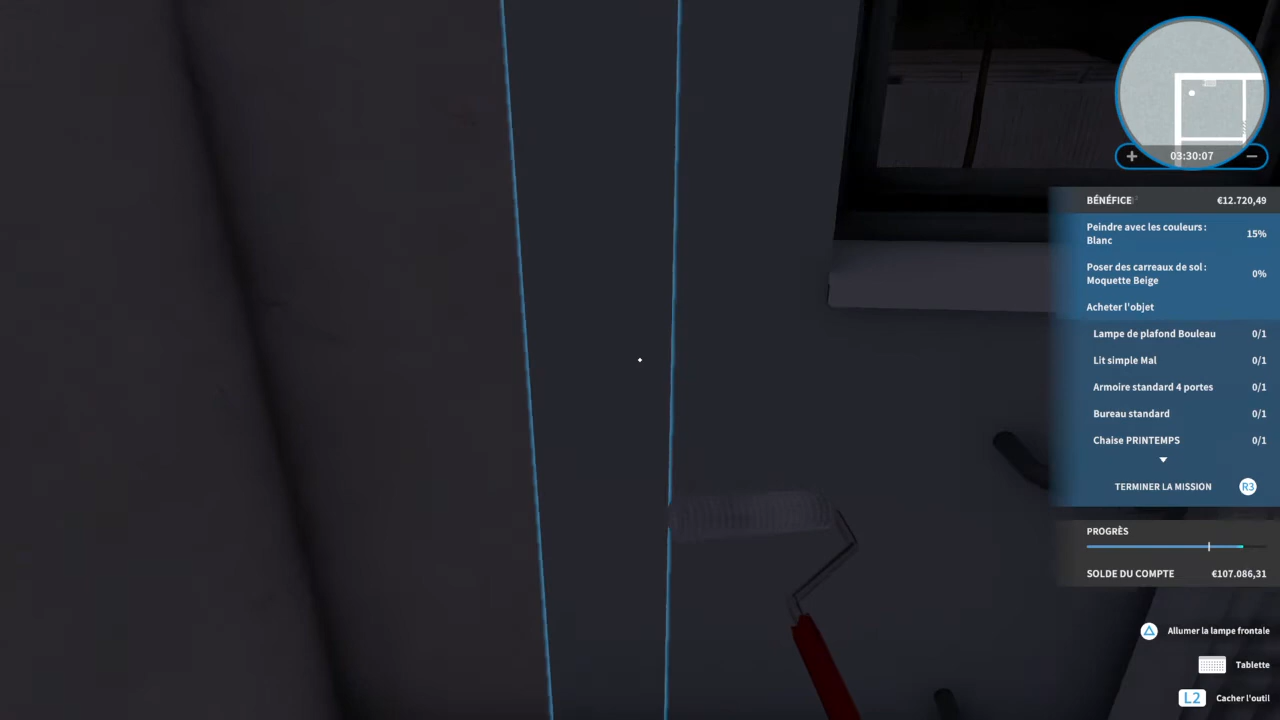 + 03:30:07 −
BÉNÉFICE €12.720,49
Peindre avec les couleurs :
Blanc 15%
Poser des carreaux de sol :
Moquette Beige 0%
Acheter l'objet
Lampe de plafond Bouleau 0/1
Lit simple Mal 0/1
Armoire standard 4 portes 0/1
Bureau standard 0/1
Chaise PRINTEMPS 0/1
TERMINER LA MISSION R3
PROGRÈS
SOLDE DU COMPTE €107.086,31
Allumer la lampe frontale
Tablette
L2 Cacher l'outil